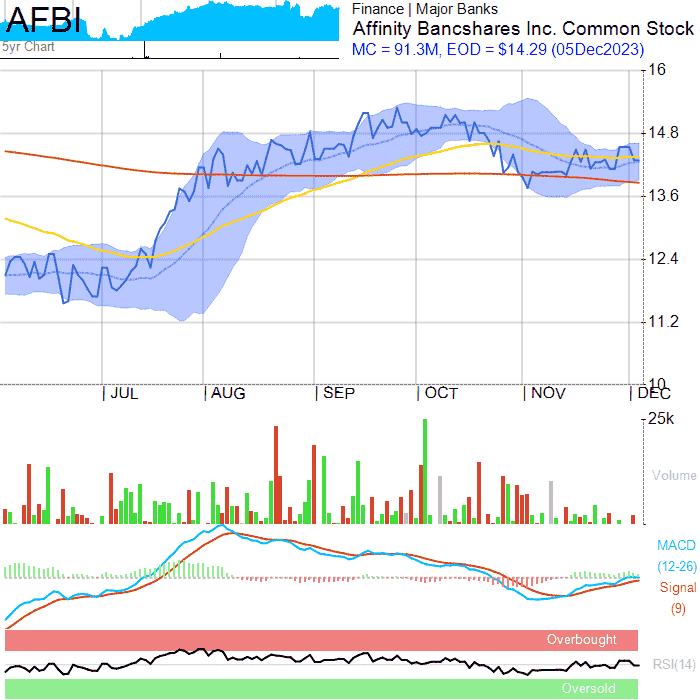 AFBI
5yr Chart
Finance | Major Banks
Affinity Bancshares Inc. Common Stock
MC = 91.3M, EOD = $14.29 (05Dec2023)
16
14.8
13.6
12.4
11.2
10
| JUL | AUG | SEP | OCT | NOV | DEC
25k
Volume
MACD
(12-26)
Signal
(9)
Overbought
RSI(14)
Oversold